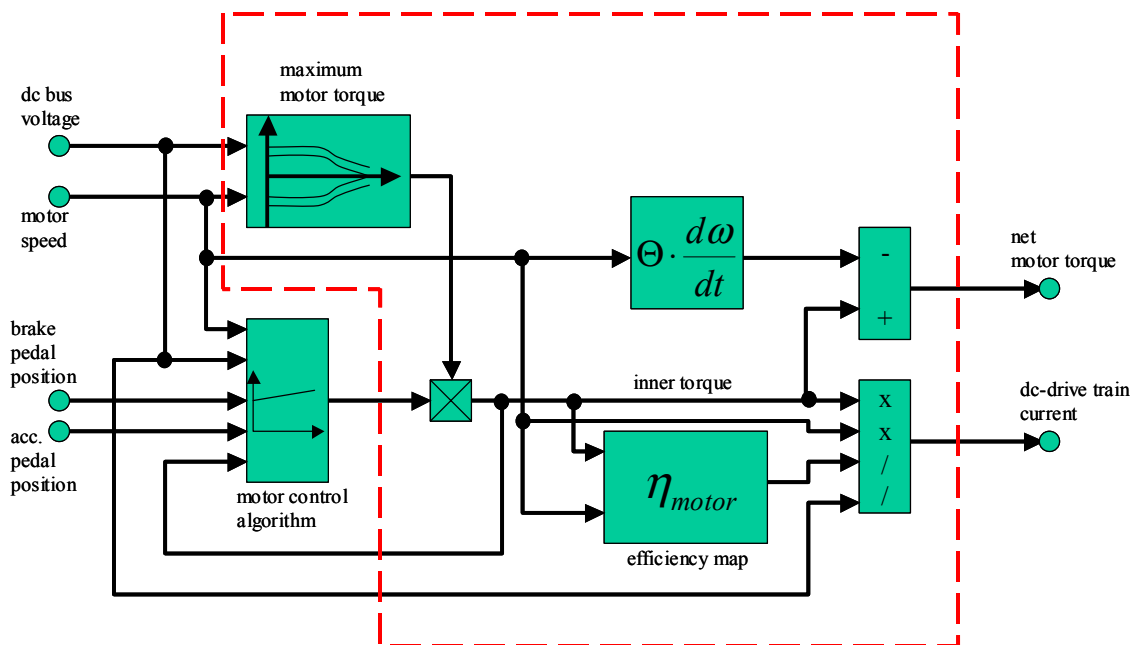 maximum
motor torque
dc bus
voltage
motor
speed
Θ · dω
dt
-
+
net
motor torque
brake
pedal
position
acc.
pedal
position
motor control
algorithm
inner torque
x
x
/
/
dc-drive train
current
ηmotor
efficiency map